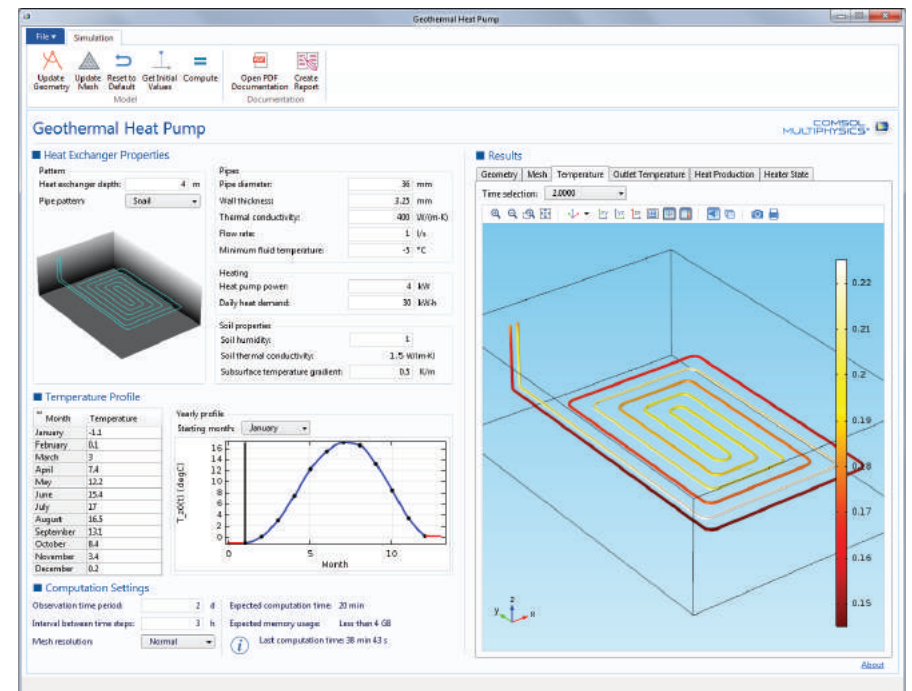 Geothermal Heat Pump
File
Simulation
Update Geometry
Update Mesh
Reset to Default
Get Initial Values
Compute
Open PDF Documentation
Create Report
Model
Documentation
Geothermal Heat Pump
COMSOL
MULTIPHYSICS®
Heat Exchanger Properties
Pattern
Heat exchanger depth: 4 m
Pipe pattern: Snail
Pipes
Pipe diameter: 36 mm
Wall thickness: 3.25 mm
Thermal conductivity: 400 W/(m·K)
Flow rate: 1 l/s
Minimum fluid temperature: -5 °C
Heating
Heat pump power: 4 kW
Daily heat demand: 30 kW·h
Soil properties
Soil humidity: 1
Soil thermal conductivity: 1.5 W/(m·K)
Subsurface temperature gradient: 0.5 K/m
Temperature Profile
Month Temperature
January -1.1
February 0.1
March 3
April 7.4
May 12.2
June 15.4
July 17
August 16.5
September 13.1
October 8.4
November 3.4
December 0.2
Yearly profile
Starting month: January
T_z0(t) (degC)
16
14
12
10
8
6
4
2
0
0 5 10
Month
Computation Settings
Observation time period: 2 d
Interval between time steps: 3 h
Mesh resolution: Normal
Expected computation time: 20 min
Expected memory usage: Less than 4 GB
Last computation time: 38 min 43 s
Results
Geometry Mesh Temperature Outlet Temperature Heat Production Heater State
Time selection: 2.0000
0.22
0.21
0.2
0.19
0.18
0.17
0.16
0.15
z
y x
About